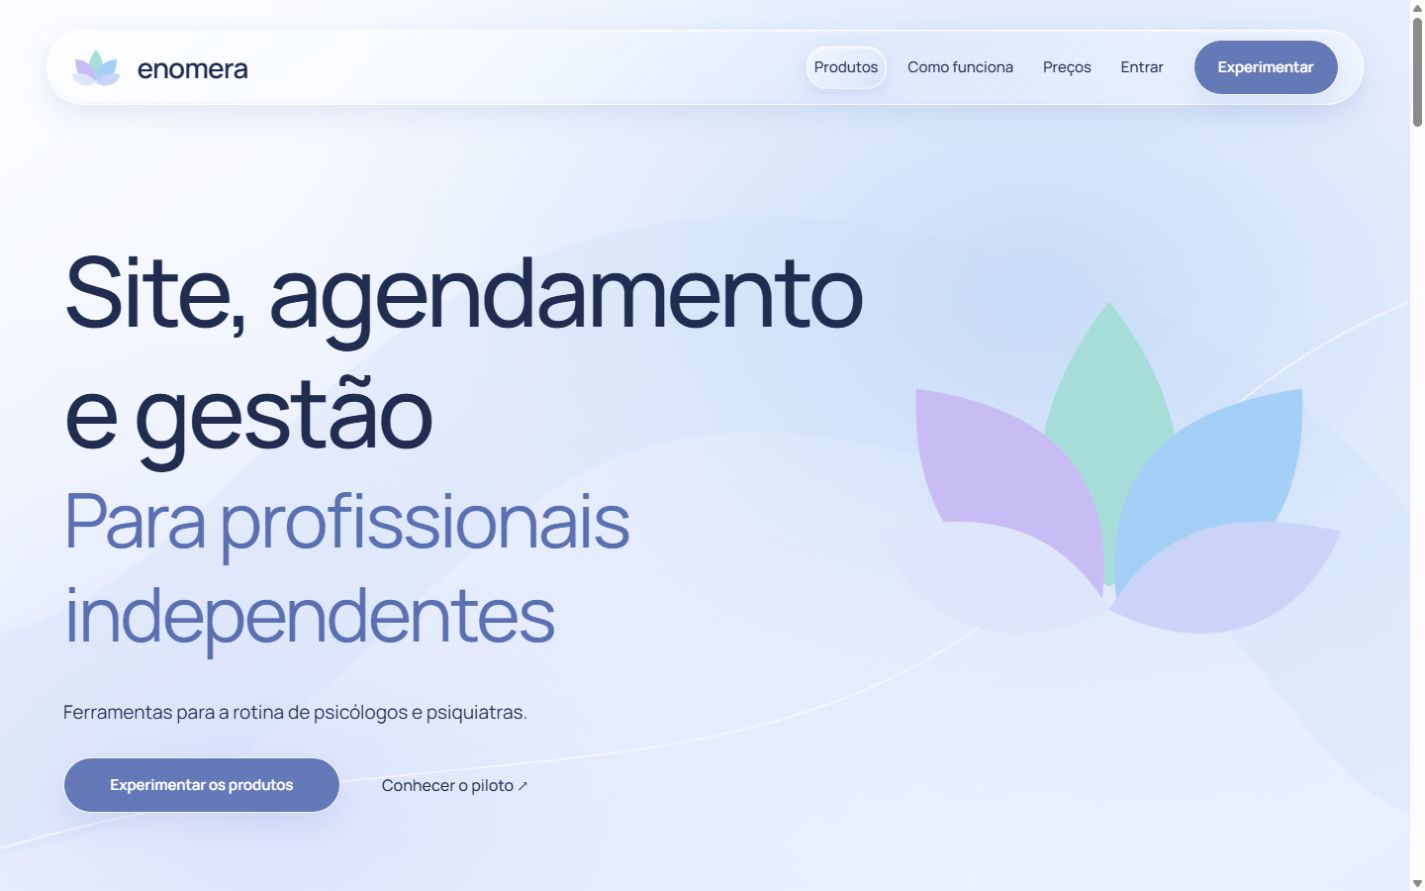 enomera
Produtos
Como funciona
Preços
Entrar
Experimentar
Site, agendamento
e gestão
Para profissionais
independentes
Ferramentas para a rotina de psicólogos e psiquiatras.
Experimentar os produtos
Conhecer o piloto ↗